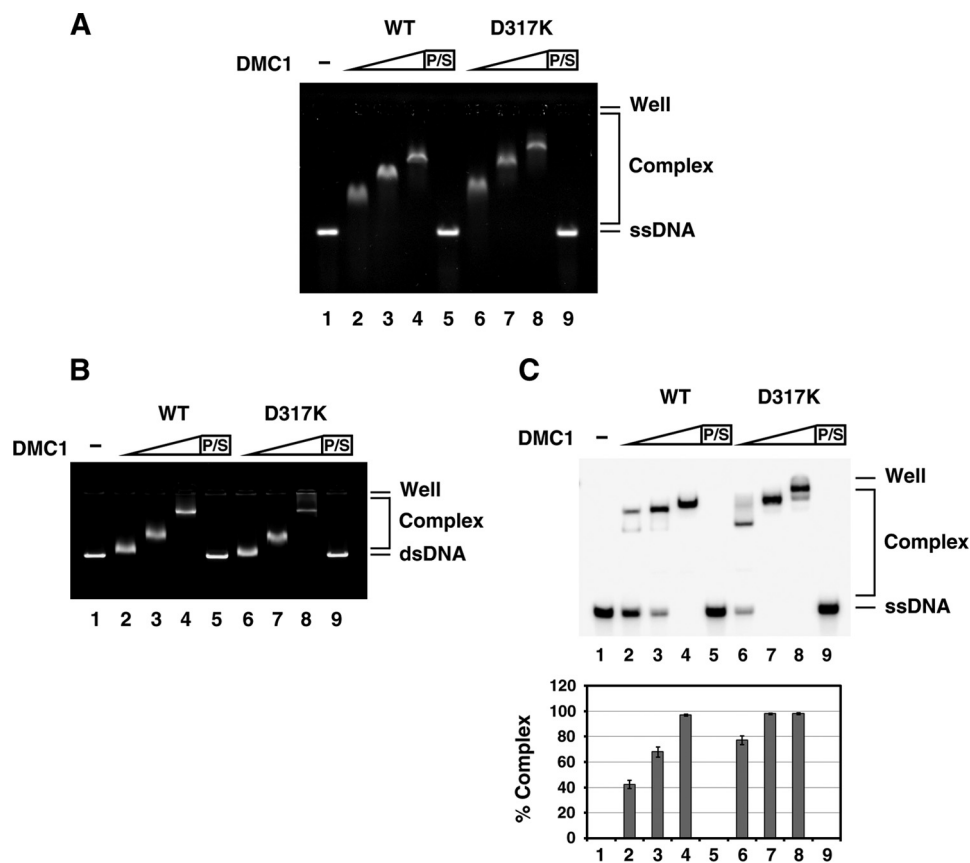 A
WT D317K
DMC1 – P/S P/S
Well
Complex
ssDNA
1 2 3 4 5 6 7 8 9
B
WT D317K
DMC1 – P/S P/S
Well
Complex
dsDNA
1 2 3 4 5 6 7 8 9
C
WT D317K
DMC1 – P/S P/S
Well
Complex
ssDNA
1 2 3 4 5 6 7 8 9
% Complex
120
100
80
60
40
20
0
1 2 3 4 5 6 7 8 9